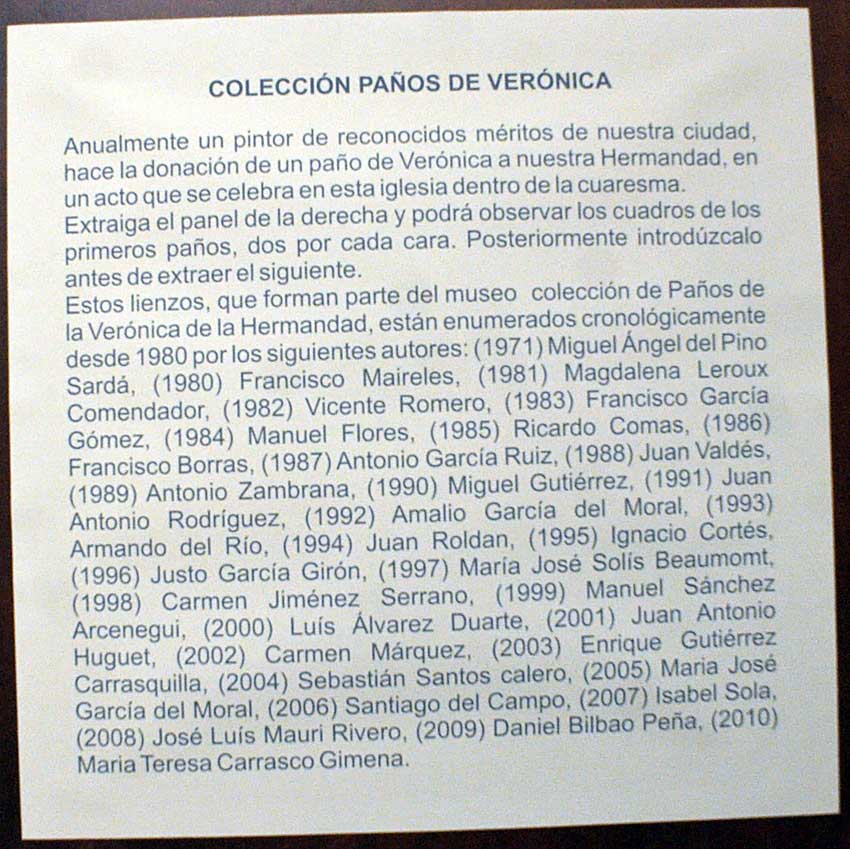 COLECCIÓN PAÑOS DE VERÓNICA
Anualmente un pintor de reconocidos méritos de nuestra ciudad,
hace la donación de un paño de Verónica a nuestra Hermandad, en
un acto que se celebra en esta iglesia dentro de la cuaresma.
Extraiga el panel de la derecha y podrá observar los cuadros de los
primeros paños, dos por cada cara. Posteriormente introdúzcalo
antes de extraer el siguiente.
Estos lienzos, que forman parte del museo colección de Paños de
la Verónica de la Hermandad, están enumerados cronológicamente
desde 1980 por los siguientes autores: (1971) Miguel Ángel del Pino
Sardá, (1980) Francisco Maireles, (1981) Magdalena Leroux
Comendador, (1982) Vicente Romero, (1983) Francisco García
Gómez, (1984) Manuel Flores, (1985) Ricardo Comas, (1986)
Francisco Borras, (1987) Antonio García Ruiz, (1988) Juan Valdés,
(1989) Antonio Zambrana, (1990) Miguel Gutiérrez, (1991) Juan
Antonio Rodríguez, (1992) Amalio García del Moral, (1993)
Armando del Río, (1994) Juan Roldan, (1995) Ignacio Cortés,
(1996) Justo García Girón, (1997) María José Solís Beaumomt,
(1998) Carmen Jiménez Serrano, (1999) Manuel Sánchez
Arcenegui, (2000) Luís Álvarez Duarte, (2001) Juan Antonio
Huguet, (2002) Carmen Márquez, (2003) Enrique Gutiérrez
Carrasquilla, (2004) Sebastián Santos calero, (2005) Maria José
García del Moral, (2006) Santiago del Campo, (2007) Isabel Sola,
(2008) José Luís Mauri Rivero, (2009) Daniel Bilbao Peña, (2010)
Maria Teresa Carrasco Gimena.